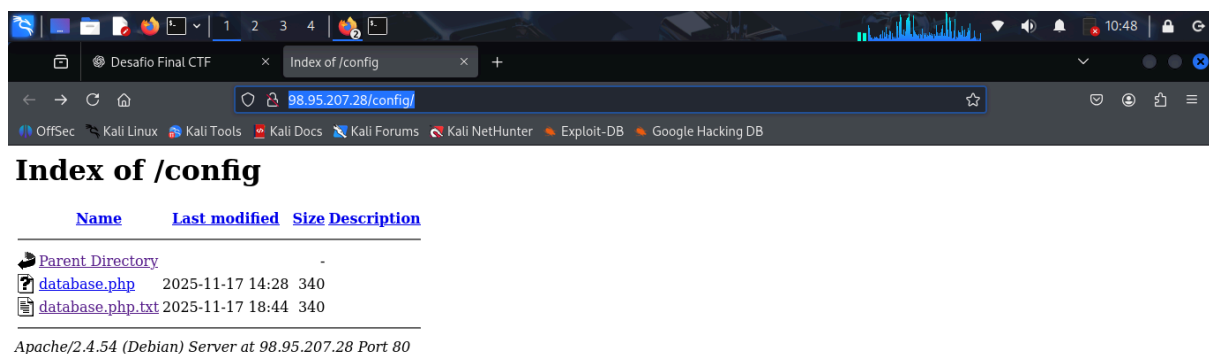 1 2 3 4 2 10:48
Desafio Final CTF × Index of /config × +
98.95.207.28/config/
OffSec Kali Linux Kali Tools Kali Docs Kali Forums Kali NetHunter Exploit-DB Google Hacking DB
Index of /config
Name Last modified Size Description
Parent Directory -
database.php 2025-11-17 14:28 340
database.php.txt 2025-11-17 18:44 340
Apache/2.4.54 (Debian) Server at 98.95.207.28 Port 80